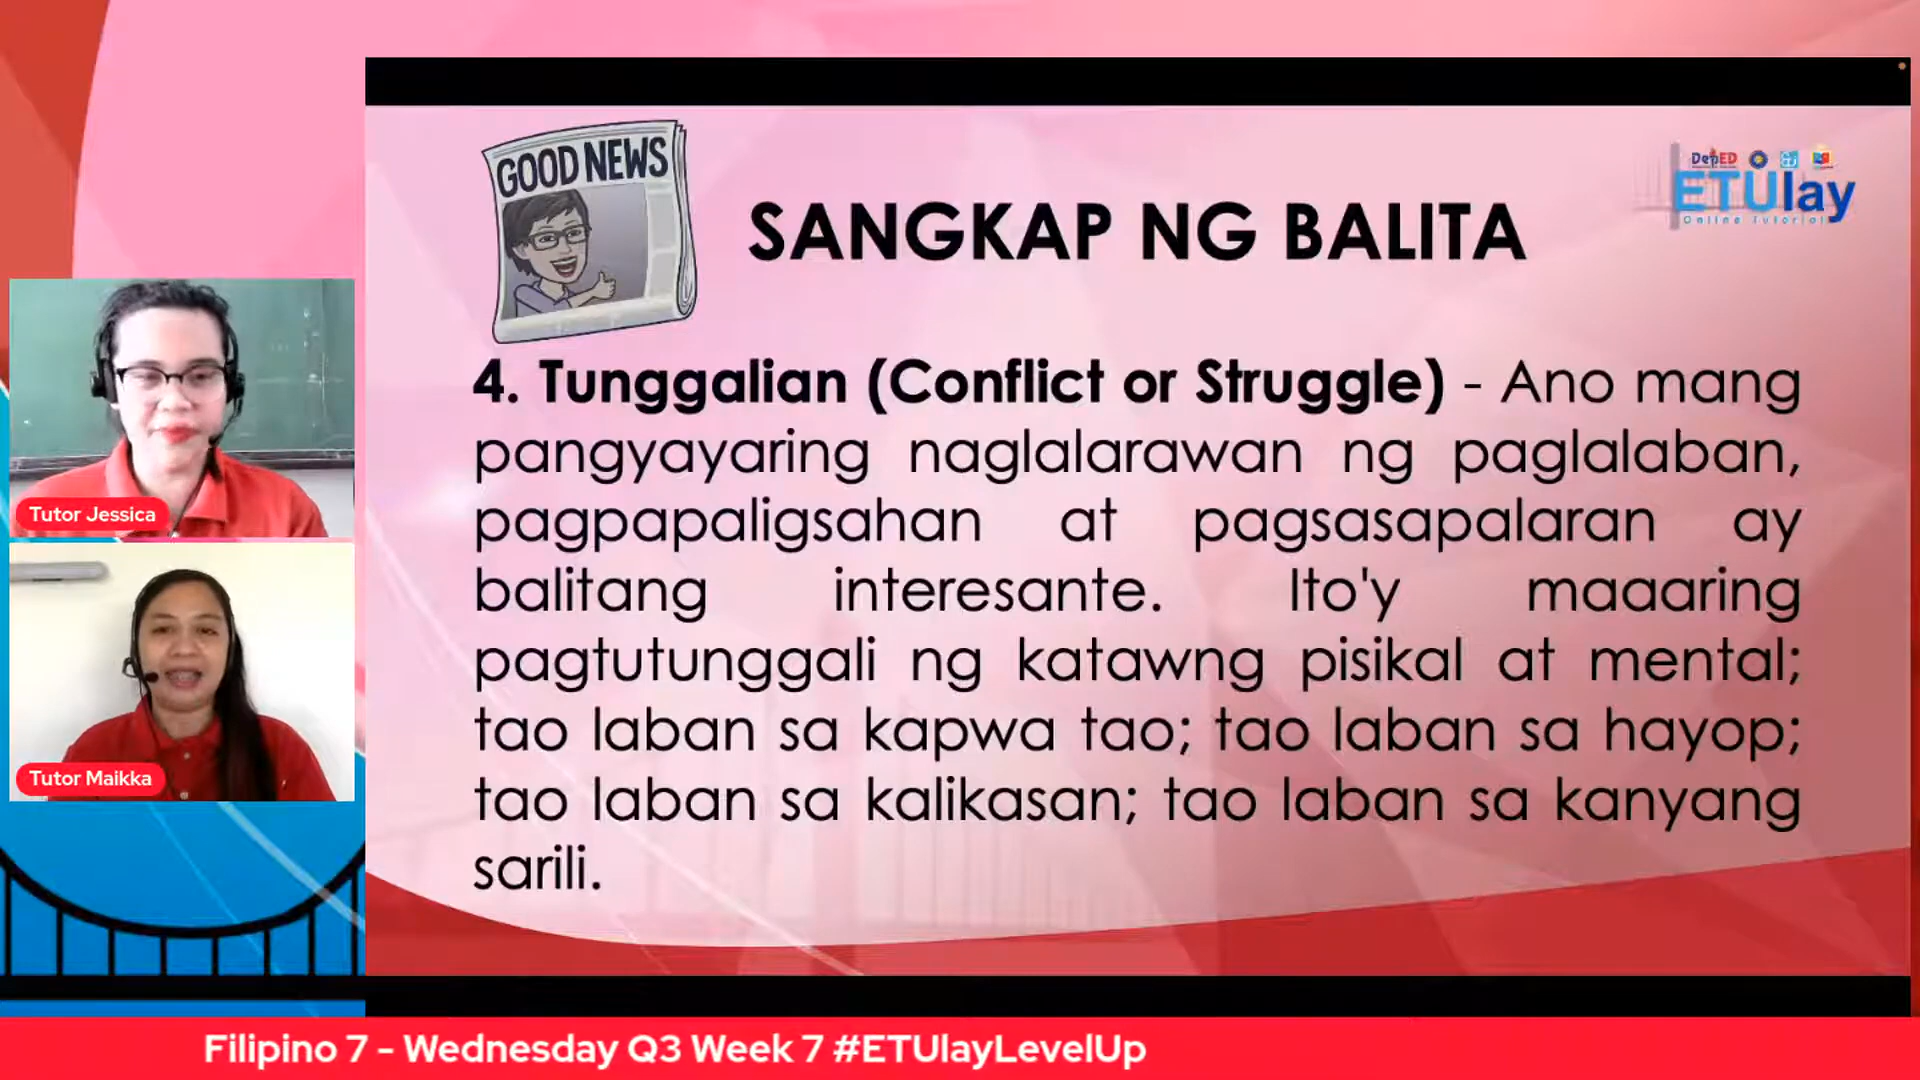 GOOD NEWS
SANGKAP NG BALITA
DepED
ETUlay
Online Tutorial
4. Tunggalian (Conflict or Struggle) - Ano mang
pangyayaring naglalarawan ng paglalaban,
pagpapaligsahan at pagsasapalaran ay
balitang interesante. Ito'y maaaring
pagtutunggali ng katawng pisikal at mental;
tao laban sa kapwa tao; tao laban sa hayop;
tao laban sa kalikasan; tao laban sa kanyang
sarili.
Tutor Jessica
Tutor Maikka
Filipino 7 - Wednesday Q3 Week 7 #ETUlayLevelUp